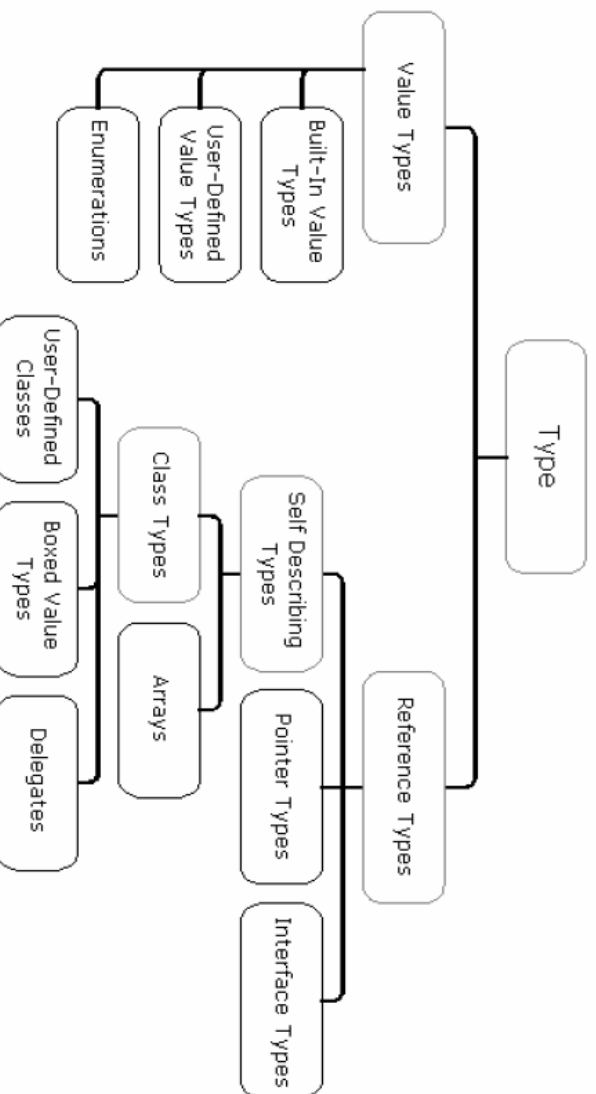 Type
Value Types
Reference Types
Built-In Value
Types
User-Defined
Value Types
Enumerations
Self Describing
Types
Pointer Types
Interface Types
Class Types
Arrays
User-Defined
Classes
Boxed Value
Types
Delegates